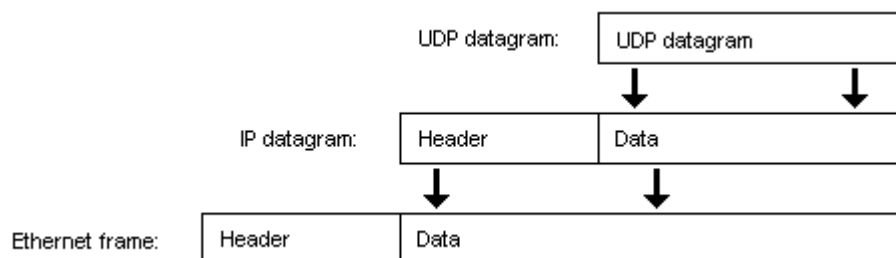 UDP datagram: UDP datagram
IP datagram: Header Data
Ethernet frame: Header Data